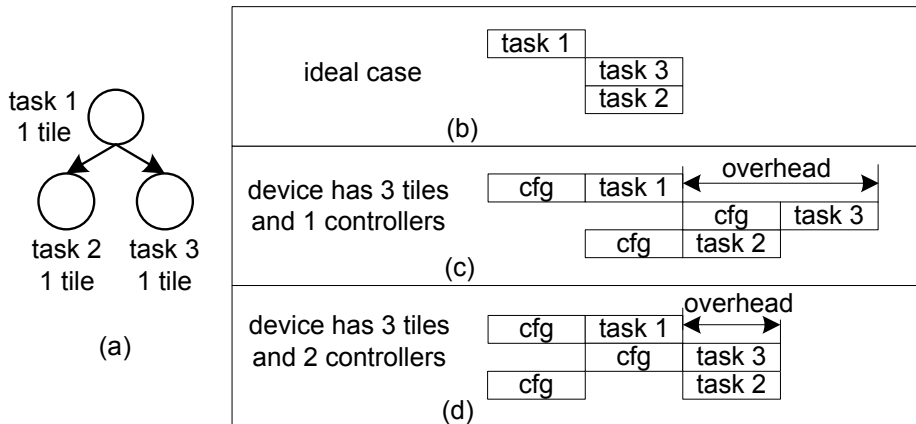 task 1
1 tile
task 2
1 tile
task 3
1 tile
(a)
ideal case
task 1
task 3
task 2
(b)
device has 3 tiles
and 1 controllers
cfg
task 1
overhead
cfg
task 3
cfg
task 2
(c)
device has 3 tiles
and 2 controllers
cfg
task 1
overhead
cfg
task 3
cfg
task 2
(d)